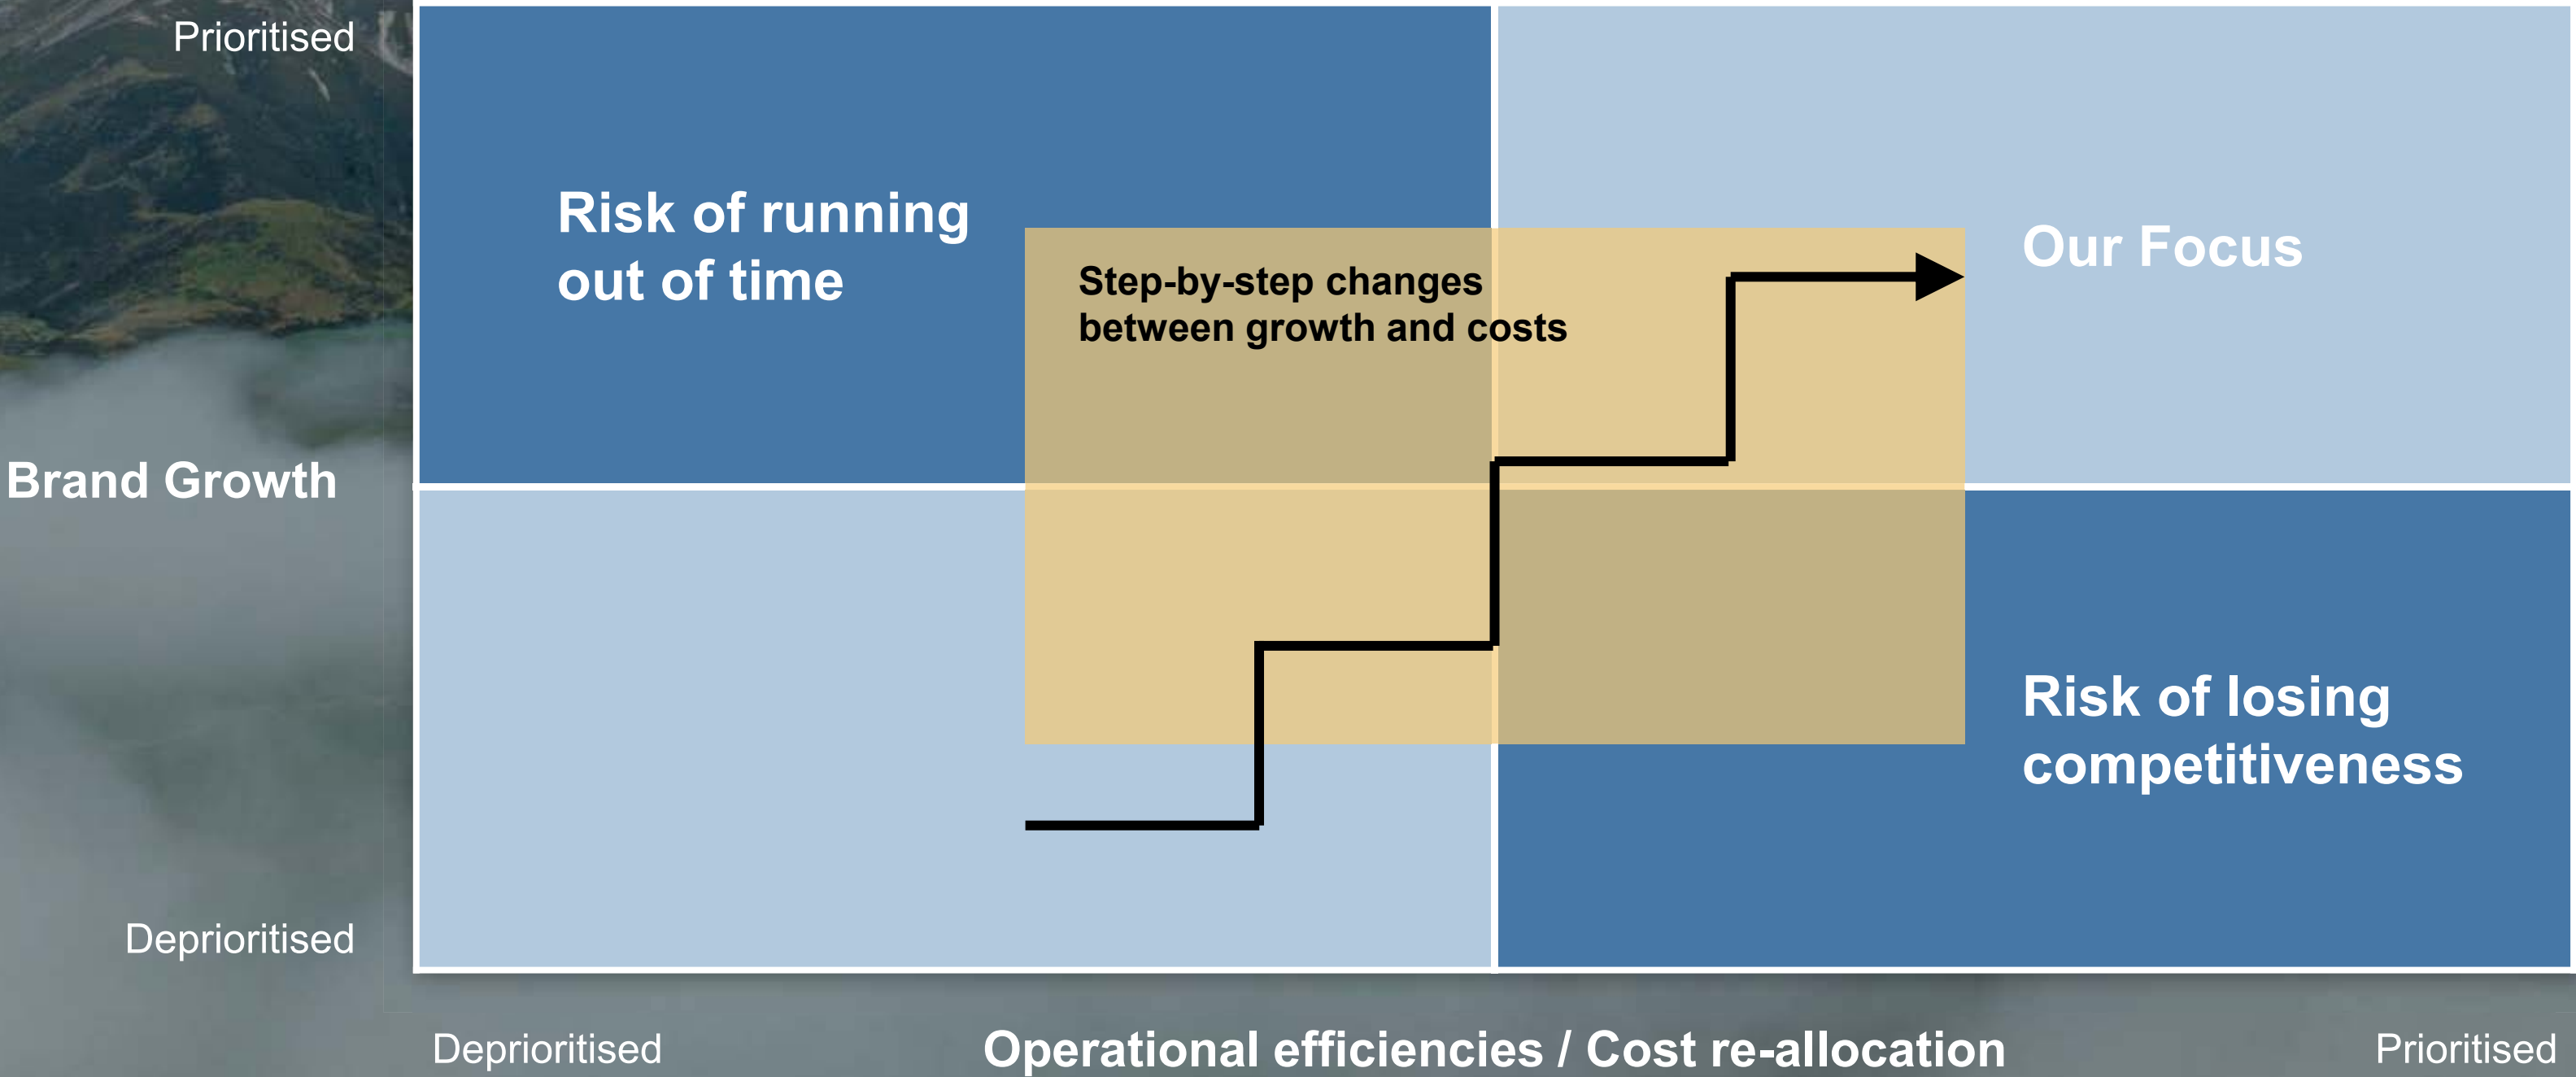 Prioritised
Risk of running
out of time
Our Focus
Step-by-step changes
between growth and costs
Brand Growth
Risk of losing
competitiveness
Deprioritised
Deprioritised
Operational efficiencies / Cost re-allocation
Prioritised